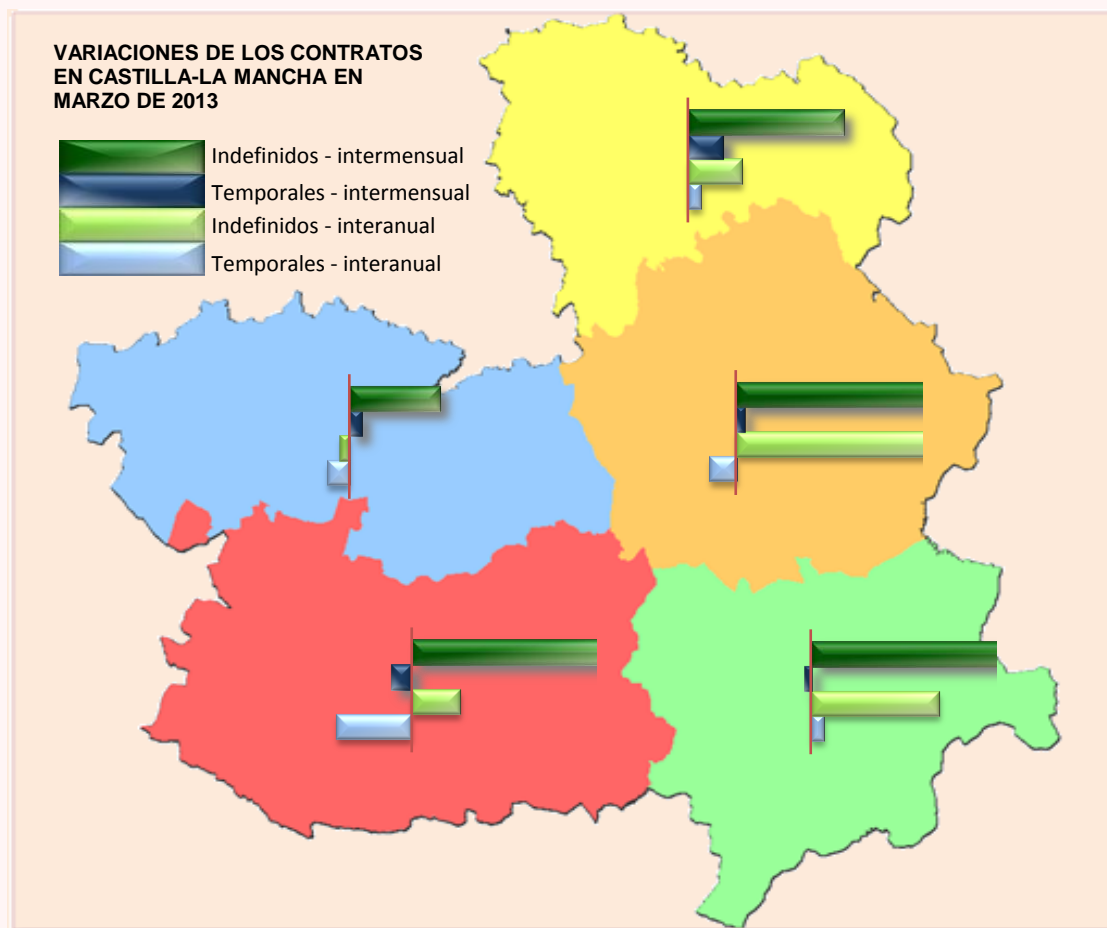 VARIACIONES DE LOS CONTRATOS
EN CASTILLA-LA MANCHA EN
MARZO DE 2013
Indefinidos - intermensual
Temporales - intermensual
Indefinidos - interanual
Temporales - interanual